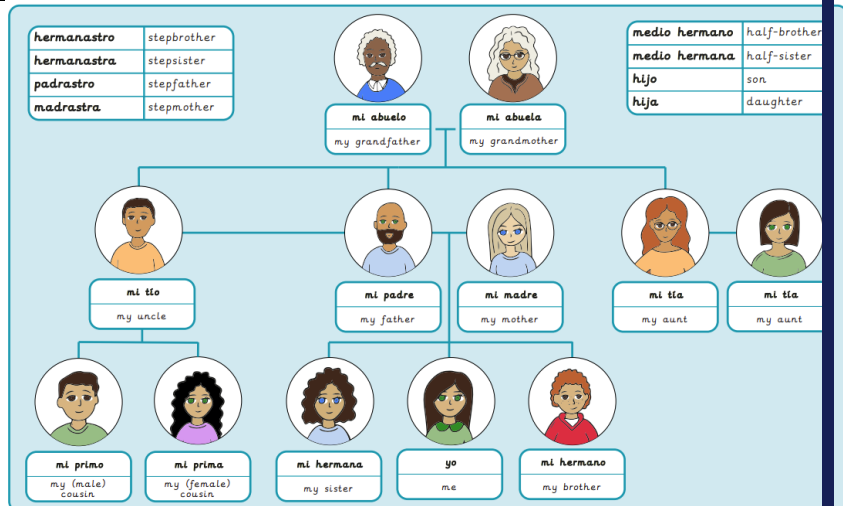 hermanastro stepbrother
hermanastra stepsister
padrastro stepfather
madrastra stepmother
medio hermano half-brother
medio hermana half-sister
hijo son
hija daughter
mi abuelo
my grandfather
mi abuela
my grandmother
mi tío
my uncle
mi padre
my father
mi madre
my mother
mi tía
my aunt
mi tía
my aunt
mi primo
my (male)
cousin
mi prima
my (female)
cousin
mi hermana
my sister
yo
me
mi hermano
my brother